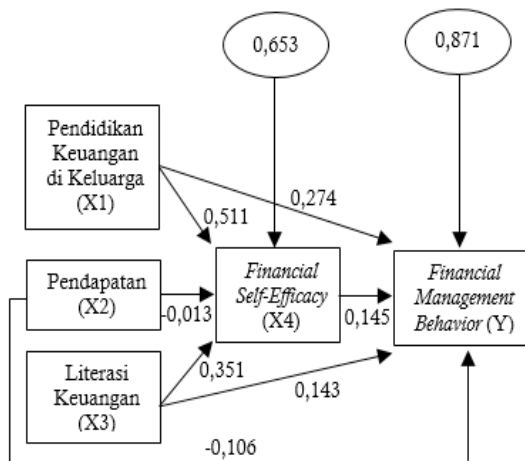 0,653
0,871
Pendidikan
Keuangan
di Keluarga
(X1)
0,274
0,511
Pendapatan
(X2)
-0,013
Financial
Self-Efficacy
(X4)
0,145
Financial
Management
Behavior (Y)
Literasi
Keuangan
(X3)
0,351
0,143
-0,106